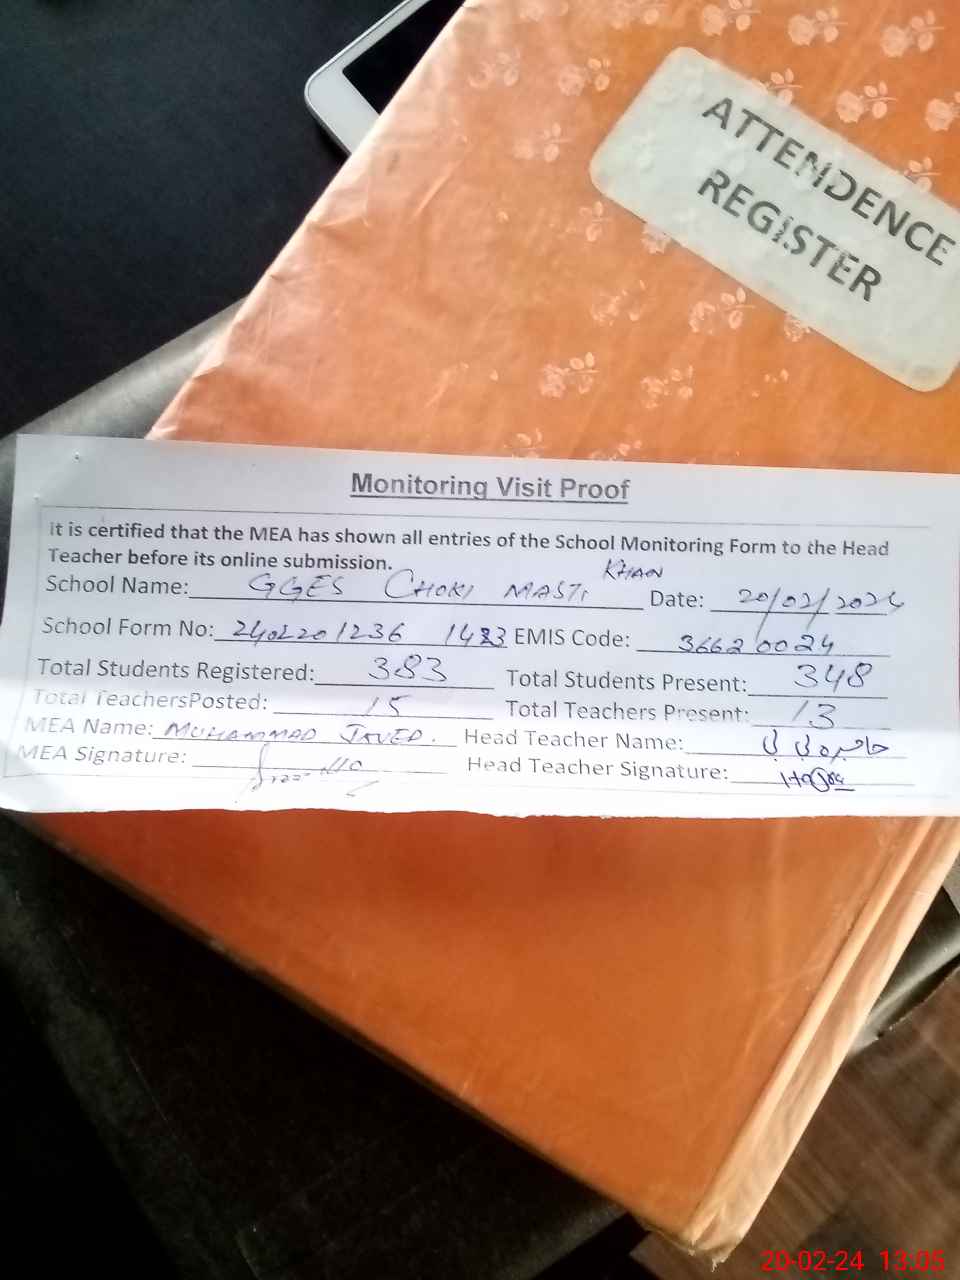 ATTENDENCE
REGISTER
Monitoring Visit Proof
It is certified that the MEA has shown all entries of the School Monitoring Form to the Head
Teacher before its online submission.
School Name: GGES CHOKI MASTI KHAN Date: 20/02/2024
School Form No: 2402201236 1483 EMIS Code: 36620024
Total Students Registered: 383 Total Students Present: 348
Total TeachersPosted: 15 Total Teachers Present: 13
MEA Name: MUHAMMAD JAVED. Head Teacher Name:
MEA Signature: Head Teacher Signature:
20-02-24 13:05